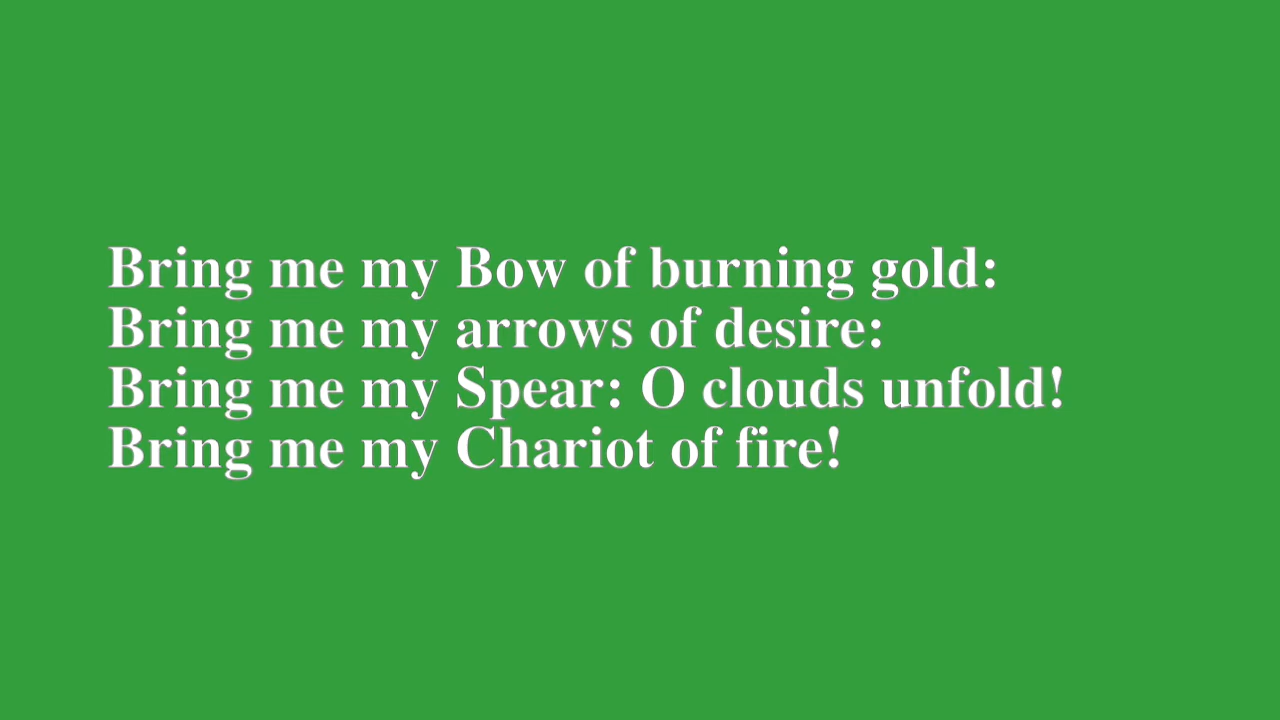 Bring me my Bow of burning gold:
Bring me my arrows of desire:
Bring me my Spear: O clouds unfold!
Bring me my Chariot of fire!